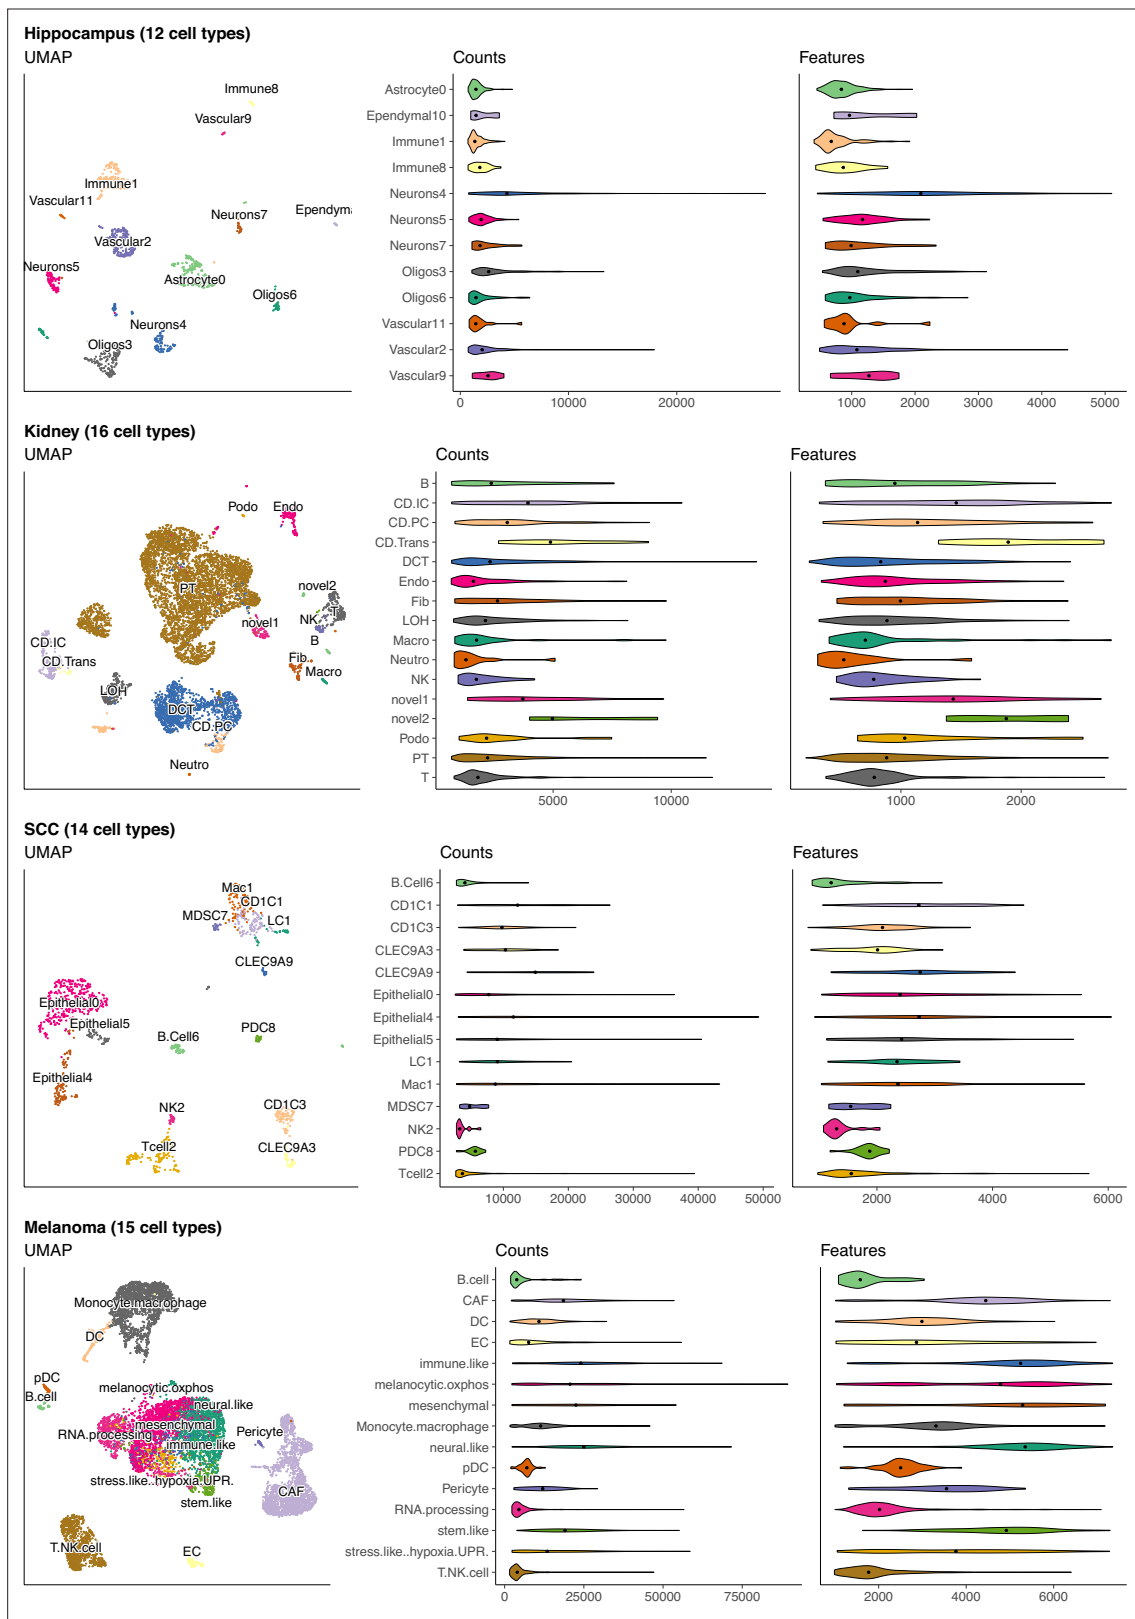 Hippocampus (12 cell types)
UMAP
Counts
Features
Immune8
Vascular9
Immune1
Vascular11
Neurons7
Ependyma
Vascular2
Neurons5
Astrocyte0
Oligos6
Neurons4
Oligos3
Astrocyte0
Ependymal10
Immune1
Immune8
Neurons4
Neurons5
Neurons7
Oligos3
Oligos6
Vascular11
Vascular2
Vascular9
0 10000 20000
1000 2000 3000 4000 5000
Kidney (16 cell types)
UMAP
Counts
Features
Podo Endo
PT
novel2
T
novel1
NK
B
CD.IC
CD.Trans
Fib.
Macro
LOH
DCT
CD.PC
Neutro
B
CD.IC
CD.PC
CD.Trans
DCT
Endo
Fib
LOH
Macro
Neutro
NK
novel1
novel2
Podo
PT
T
5000 10000
1000 2000
SCC (14 cell types)
UMAP
Counts
Features
Mac1
CD1C1
MDSC7
LC1
CLEC9A9
Epithelial0
Epithelial5
B.Cell6
PDC8
Epithelial4
NK2
CD1C3
Tcell2
CLEC9A3
B.Cell6
CD1C1
CD1C3
CLEC9A3
CLEC9A9
Epithelial0
Epithelial4
Epithelial5
LC1
Mac1
MDSC7
NK2
PDC8
Tcell2
10000 20000 30000 40000 50000
2000 4000 6000
Melanoma (15 cell types)
UMAP
Counts
Features
Monocyte.macrophage
DC
pDC
B.cell
melanocytic.oxphos
neural.like
mesenchymal
RNA.processing
immune.like
Pericyte
stress.like..hypoxia.UPR.
stem.like
CAF
T.NK.cell
EC
B.cell
CAF
DC
EC
immune.like
melanocytic.oxphos
mesenchymal
Monocyte.macrophage
neural.like
pDC
Pericyte
RNA.processing
stem.like
stress.like..hypoxia.UPR.
T.NK.cell
0 25000 50000 75000
2000 4000 6000